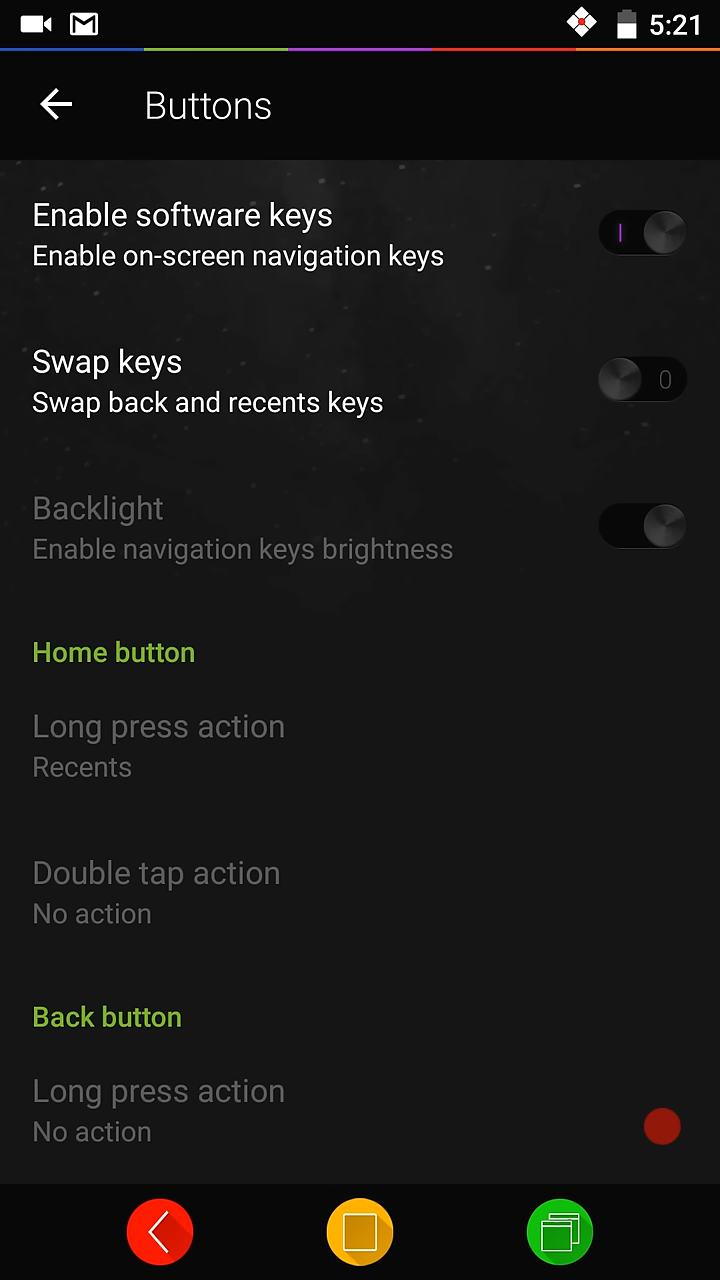 5:21
Buttons
Enable software keys
Enable on-screen navigation keys
Swap keys
0
Swap back and recents keys
Backlight
Enable navigation keys brightness
Home button
Long press action
Recents
Double tap action
No action
Back button
Long press action
No action